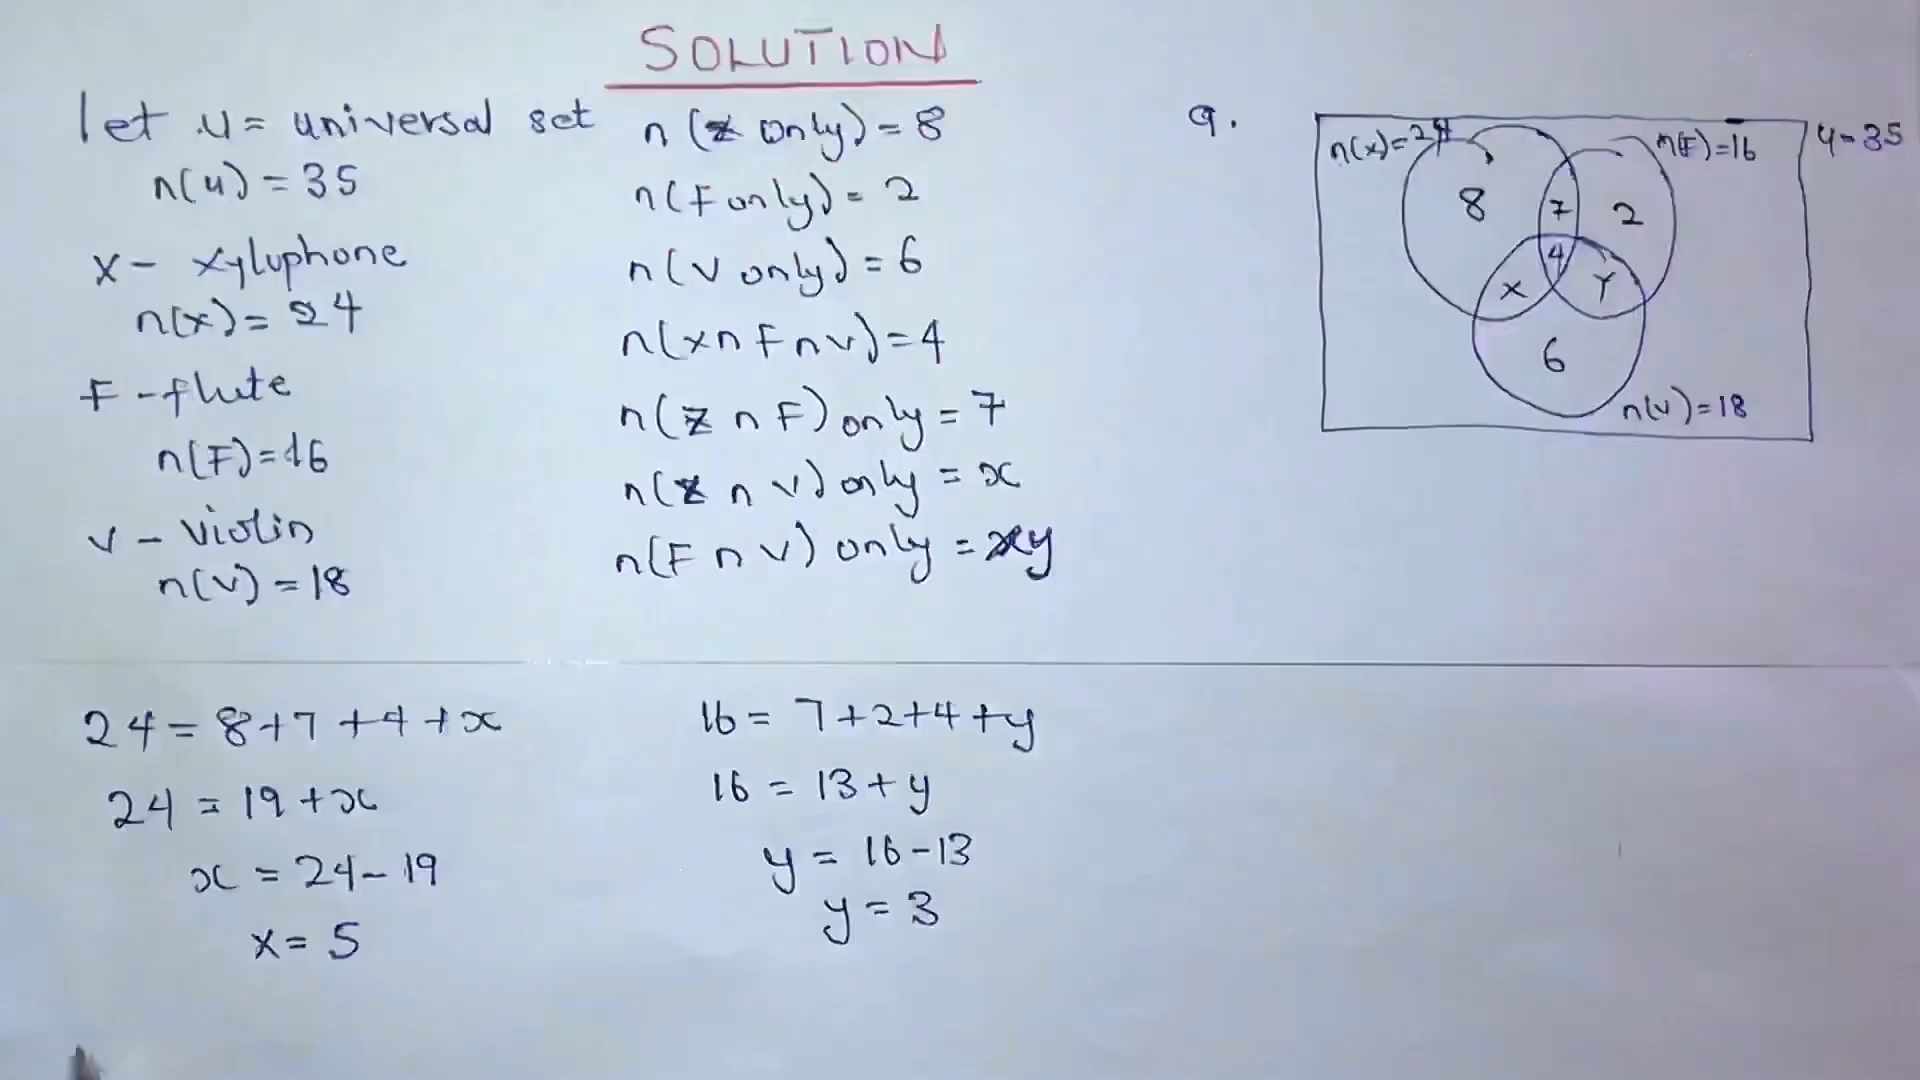 SOLUTION
let u = universal set
n(u) = 35
X - xylophone
n(x) = 24
F - flute
n(F) = 16
V - violin
n(v) = 18
n(x only) = 8
n(F only) = 2
n(v only) = 6
n(x n F n v) = 4
n(x n F) only = 7
n(x n v) only = x
n(F n v) only = y
9.
n(x)=24
n(F)=16
u=35
8
7
2
4
x
y
6
n(v)=18
24 = 8+7+4+x
24 = 19+x
x = 24-19
x = 5
16 = 7+2+4+y
16 = 13+y
y = 16-13
y = 3